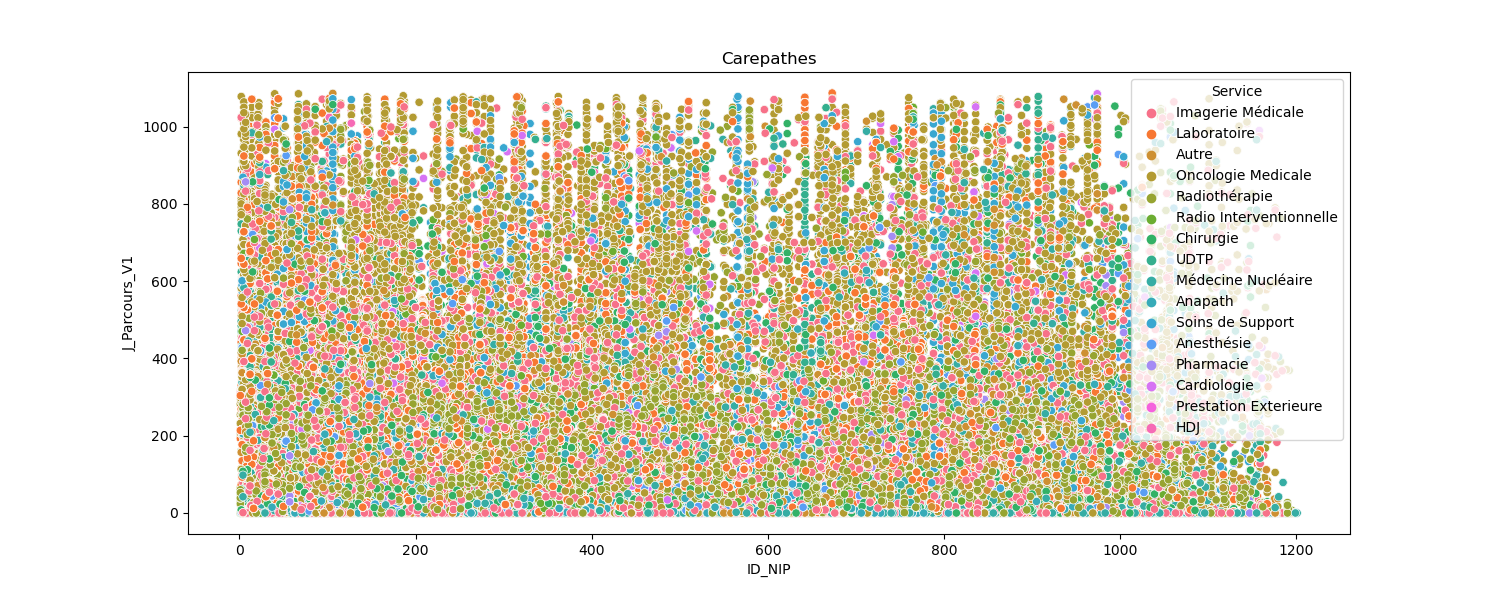 Carepathes
J_Parcours_V1
1000
800
600
400
200
0
0 200 400 600 800 1000 1200
ID_NIP
Service
Imagerie Médicale
Laboratoire
Autre
Oncologie Medicale
Radiothérapie
Radio Interventionnelle
Chirurgie
UDTP
Médecine Nucléaire
Anapath
Soins de Support
Anesthésie
Pharmacie
Cardiologie
Prestation Exterieure
HDJ